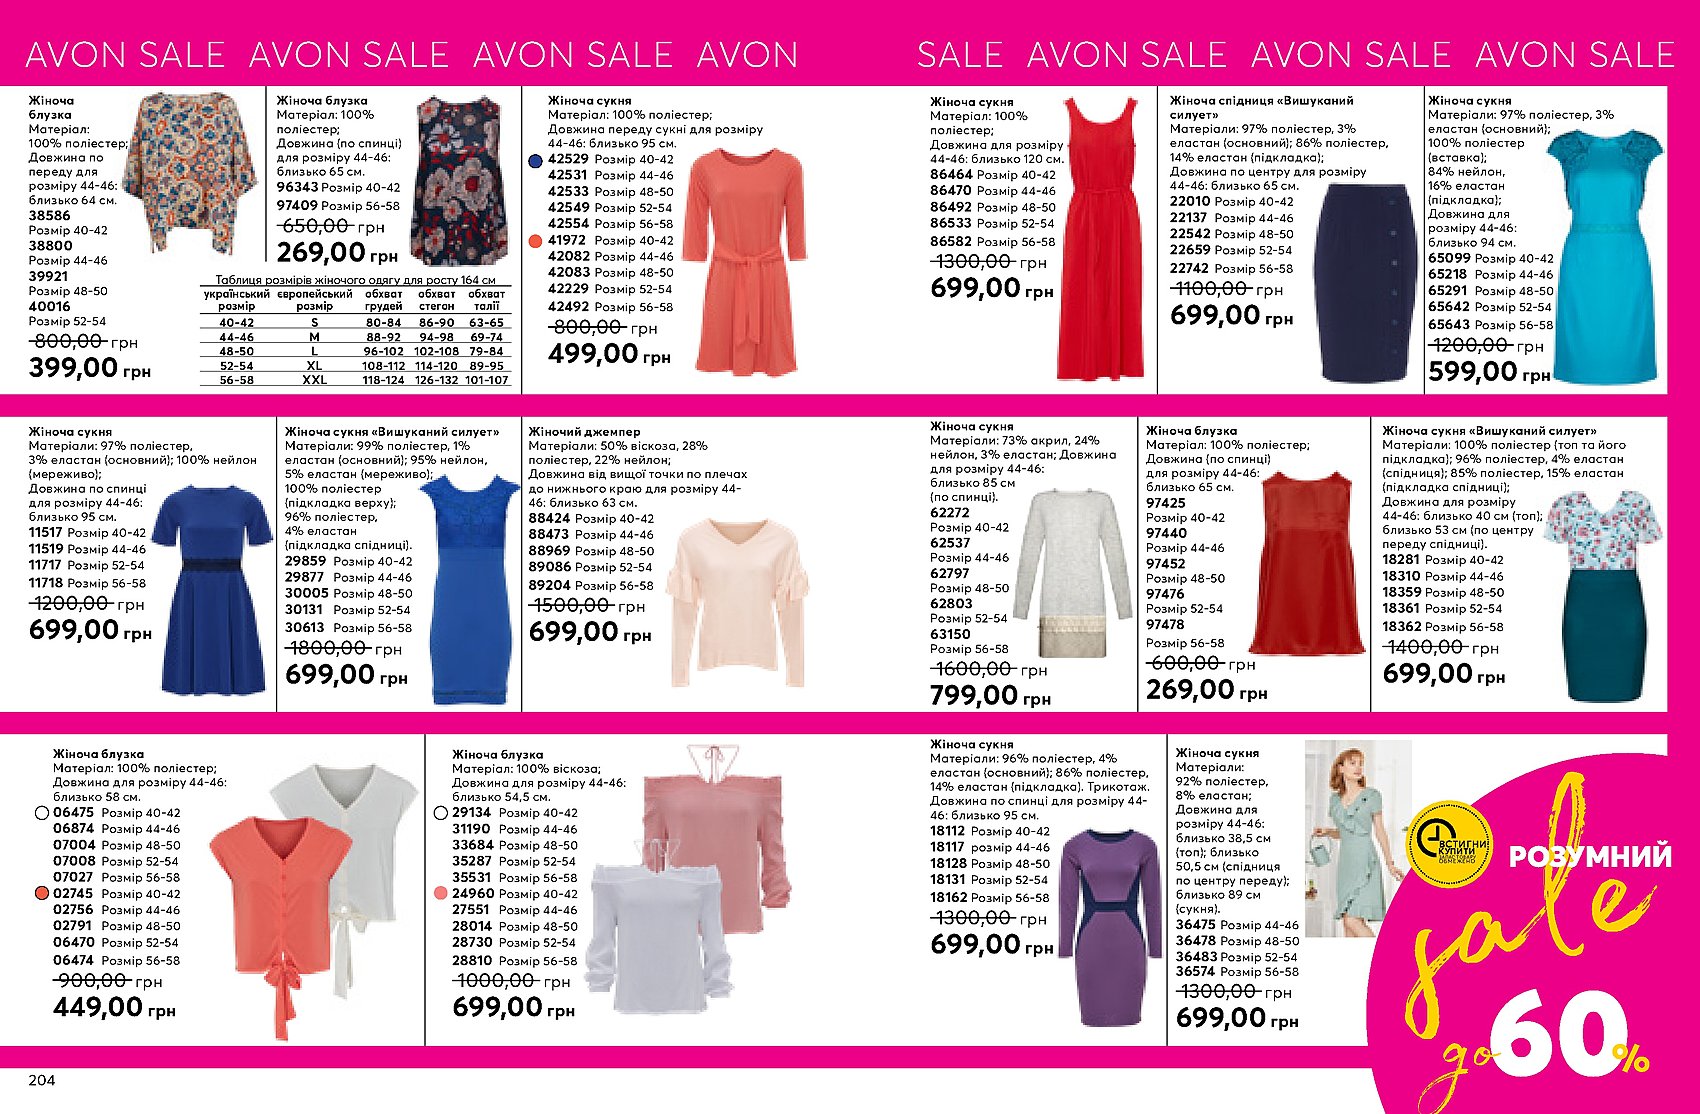 AVON SALE AVON SALE AVON SALE AVON
SALE AVON SALE AVON SALE AVON SALE
Жіноча
блузка
Матеріал:
100% поліестер;
Довжина по
переду для
розміру 44-46:
близько 64 см.
38586
Розмір 40-42
38800
Розмір 44-46
39921
Розмір 48-50
40016
Розмір 52-54
800,00 грн
399,00 грн
Жіноча блузка
Матеріал: 100%
поліестер;
Довжина (по спинці)
для розміру 44-46:
близько 65 см.
96343 Розмір 40-42
97409 Розмір 56-58
650,00 грн
269,00 грн
Таблиця розмірів жіночого одягу для росту 164 см
український європейський обхват обхват обхват
розмір розмір грудей стегон талії
40-42 S 80-84 86-90 63-65
44-46 M 88-92 94-98 69-74
48-50 L 96-102 102-108 79-84
52-54 XL 108-112 114-120 89-95
56-58 XXL 118-124 126-132 101-107
Жіноча сукня
Матеріал: 100% поліестер;
Довжина переду сукні для розміру
44-46: близько 95 см.
42529 Розмір 40-42
42531 Розмір 44-46
42533 Розмір 48-50
42549 Розмір 52-54
42554 Розмір 56-58
41972 Розмір 40-42
42082 Розмір 44-46
42083 Розмір 48-50
42229 Розмір 52-54
42492 Розмір 56-58
800,00 грн
499,00 грн
Жіноча сукня
Матеріал: 100%
поліестер;
Довжина для розміру
44-46: близько 120 см.
86464 Розмір 40-42
86470 Розмір 44-46
86492 Розмір 48-50
86533 Розмір 52-54
86582 Розмір 56-58
1300,00 грн
699,00 грн
Жіноча спідниця «Вишуканий
силует»
Матеріали: 97% поліестер, 3%
еластан (основний); 86% поліестер,
14% еластан (підкладка);
Довжина по центру для розміру
44-46: близько 65 см.
22010 Розмір 40-42
22137 Розмір 44-46
22542 Розмір 48-50
22659 Розмір 52-54
22742 Розмір 56-58
1100,00 грн
699,00 грн
Жіноча сукня
Матеріали: 97% поліестер, 3%
еластан (основний);
100% поліестер
(вставка);
84% нейлон,
16% еластан
(підкладка);
Довжина для
розміру 44-46:
близько 94 см.
65099 Розмір 40-42
65218 Розмір 44-46
65291 Розмір 48-50
65642 Розмір 52-54
65643 Розмір 56-58
1200,00 грн
599,00 грн
Жіноча сукня
Матеріали: 97% поліестер,
3% еластан (основний); 100% нейлон
(мереживо);
Довжина по спинці
для розміру 44-46:
близько 95 см.
11517 Розмір 40-42
11519 Розмір 44-46
11717 Розмір 52-54
11718 Розмір 56-58
1200,00 грн
699,00 грн
Жіноча сукня «Вишуканий силует»
Матеріали: 99% поліестер, 1%
еластан (основний); 95% нейлон,
5% еластан (мереживо);
100% поліестер
(підкладка верху);
96% поліестер,
4% еластан
(підкладка спідниці).
29859 Розмір 40-42
29877 Розмір 44-46
30005 Розмір 48-50
30131 Розмір 52-54
30613 Розмір 56-58
1800,00 грн
699,00 грн
Жіночий джемпер
Матеріали: 50% віскоза, 28%
поліестер, 22% нейлон;
Довжина від вищої точки по плечах
до нижнього краю для розміру 44-
46: близько 63 см.
88424 Розмір 40-42
88473 Розмір 44-46
88969 Розмір 48-50
89086 Розмір 52-54
89204 Розмір 56-58
1500,00 грн
699,00 грн
Жіноча сукня
Матеріали: 73% акрил, 24%
нейлон, 3% еластан; Довжина
для розміру 44-46:
близько 85 см
(по спинці).
62272
Розмір 40-42
62537
Розмір 44-46
62797
Розмір 48-50
62803
Розмір 52-54
63150
Розмір 56-58
1600,00 грн
799,00 грн
Жіноча блузка
Матеріал: 100% поліестер;
Довжина (по спинці)
для розміру 44-46:
близько 65 см.
97425
Розмір 40-42
97440
Розмір 44-46
97452
Розмір 48-50
97476
Розмір 52-54
97478
Розмір 56-58
600,00 грн
269,00 грн
Жіноча сукня «Вишуканий силует»
Матеріали: 100% поліестер (топ та його
підкладка); 96% поліестер, 4% еластан
(спідниця); 85% поліестер, 15% еластан
(підкладка спідниці);
Довжина для розміру
44-46: близько 40 см (топ);
близько 53 см (по центру
переду спідниці).
18281 Розмір 40-42
18310 Розмір 44-46
18359 Розмір 48-50
18361 Розмір 52-54
18362 Розмір 56-58
1400,00 грн
699,00 грн
Жіноча блузка
Матеріал: 100% поліестер;
Довжина для розміру 44-46:
близько 58 см.
06475 Розмір 40-42
06874 Розмір 44-46
07004 Розмір 48-50
07008 Розмір 52-54
07027 Розмір 56-58
02745 Розмір 40-42
02756 Розмір 44-46
02791 Розмір 48-50
06470 Розмір 52-54
06474 Розмір 56-58
900,00 грн
449,00 грн
Жіноча блузка
Матеріал: 100% віскоза;
Довжина для розміру 44-46:
близько 54,5 см.
29134 Розмір 40-42
31190 Розмір 44-46
33684 Розмір 48-50
35287 Розмір 52-54
35531 Розмір 56-58
24960 Розмір 40-42
27551 Розмір 44-46
28014 Розмір 48-50
28730 Розмір 52-54
28810 Розмір 56-58
1000,00 грн
699,00 грн
Жіноча сукня
Матеріали: 96% поліестер, 4%
еластан (основний); 86% поліестер,
14% еластан (підкладка). Трикотаж.
Довжина по спинці для розміру 44-
46: близько 95 см.
18112 Розмір 40-42
18117 розмір 44-46
18128 Розмір 48-50
18131 Розмір 52-54
18162 Розмір 56-58
1300,00 грн
699,00 грн
Жіноча сукня
Матеріали:
92% поліестер,
8% еластан;
Довжина для
розміру 44-46:
близько 38,5 см
(топ); близько
50,5 см (спідниця
по центру переду);
близько 89 см
(сукня).
36475 Розмір 44-46
36478 Розмір 48-50
36483 Розмір 52-54
36574 Розмір 56-58
1300,00 грн
699,00 грн
ВСТИГНИ
КУПИТИ
ЗАПАС ТОВАРУ
ОБМЕЖЕНО
РОЗУМНИЙ
sale
до 60%
204